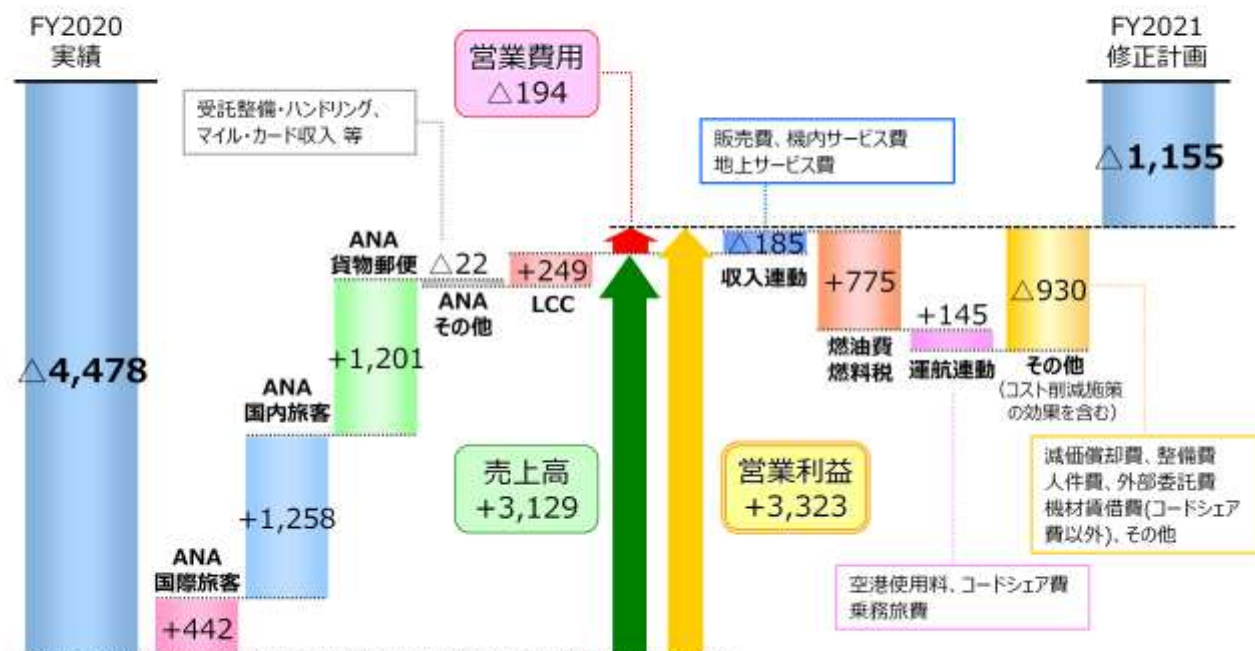 FY2020
実績
△4,478
ANA
国際旅客
+442
ANA
国内旅客
+1,258
ANA
貨物郵便
+1,201
受託整備・ハンドリング、
マイル・カード収入 等
△22
ANA
その他
+249
LCC
営業費用
△194
売上高
+3,129
営業利益
+3,323
販売費、機内サービス費
地上サービス費
△185
収入連動
+775
燃油費
燃料税
+145
運航連動
空港使用料、コードシェア費
乗務旅費
△930
その他
(コスト削減施策
の効果を含む)
減価償却費、整備費
人件費、外部委託費
機材賃借費(コードシェア
費以外)、その他
FY2021
修正計画
△1,155